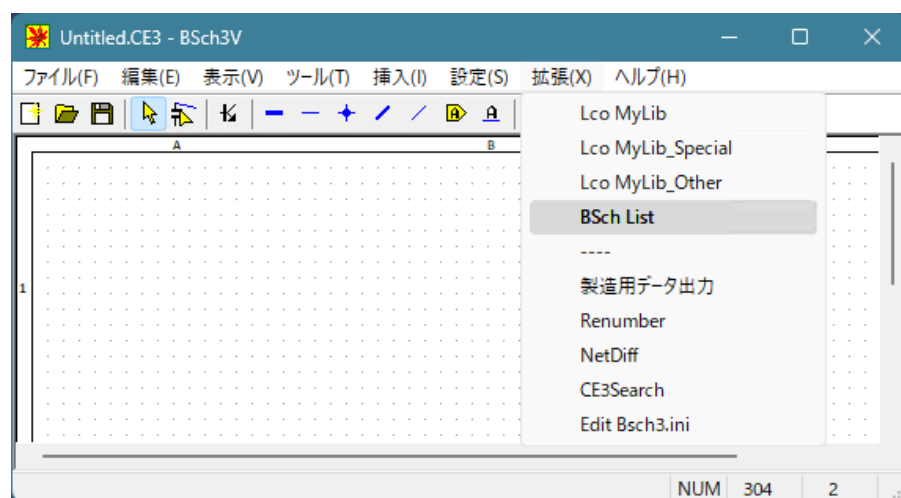 Untitled.CE3 - BSch3V
ファイル(F) 編集(E) 表示(V) ツール(T) 挿入(I) 設定(S) 拡張(X) ヘルプ(H)
A
A
A B
1
Lco MyLib
Lco MyLib_Special
Lco MyLib_Other
BSch List
----
製造用データ出力
Renumber
NetDiff
CE3Search
Edit Bsch3.ini
NUM 304 2